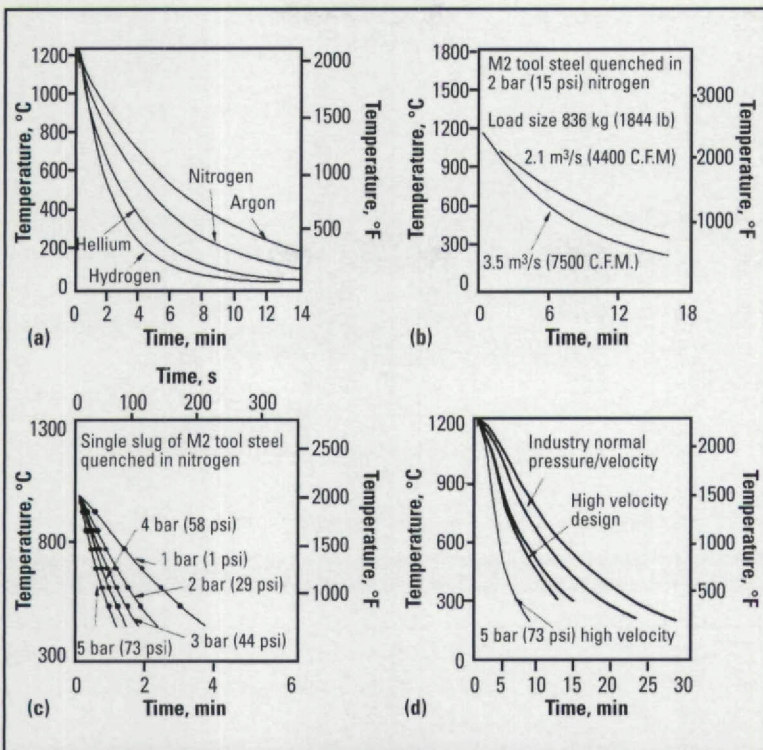 1200
1000
800
600
400
200
0
Temperature, °C
2000
1500
1000
500
Temperature, °F
Nitrogen
Argon
Hellium
Hydrogen
0 2 4 6 8 10 12 14
(a)
Time, min
1800
1500
1200
900
600
300
0
Temperature, °C
M2 tool steel quenched in
2 bar (15 psi) nitrogen
Load size 836 kg (1844 lb)
2.1 m³/s (4400 C.F.M)
3.5 m³/s (7500 C.F.M.)
3000
2000
1000
Temperature, °F
0 6 12 18
(b)
Time, min
Time, s
0 100 200 300
1300
800
300
Temperature, °C
Single slug of M2 tool steel
quenched in nitrogen
4 bar (58 psi)
1 bar (1 psi)
2 bar (29 psi)
3 bar (44 psi)
5 bar (73 psi)
2500
2000
1500
1000
Temperature, °F
0 2 4 6
(c)
Time, min
1200
900
600
300
0
Temperature, °C
Industry normal
pressure/velocity
High velocity
design
5 bar (73 psi) high velocity
2000
1500
1000
500
Temperature, °F
0 5 10 15 20 25 30
(d)
Time, min